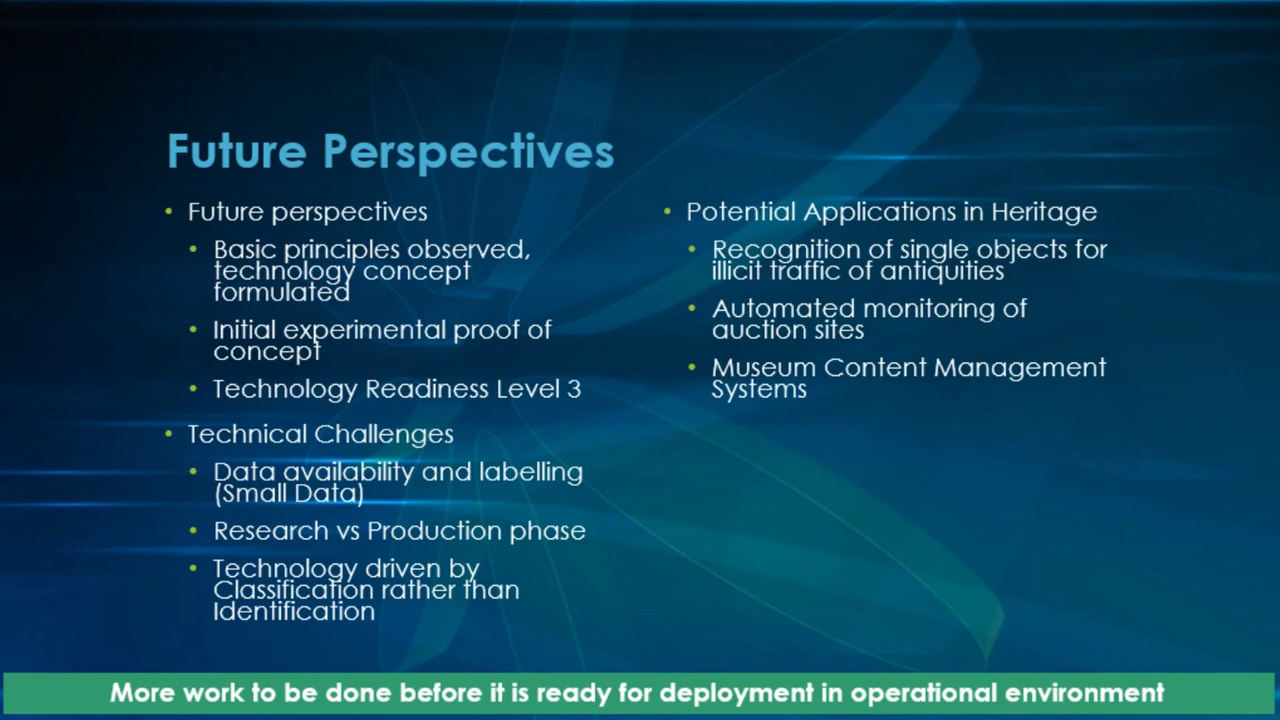 Future Perspectives
• Future perspectives
• Basic principles observed,
technology concept
formulated
• Initial experimental proof of
concept
• Technology Readiness Level 3
• Technical Challenges
• Data availability and labelling
(Small Data)
• Research vs Production phase
• Technology driven by
Classification rather than
Identification
• Potential Applications in Heritage
• Recognition of single objects for
illicit traffic of antiquities
• Automated monitoring of
auction sites
• Museum Content Management
Systems
More work to be done before it is ready for deployment in operational environment